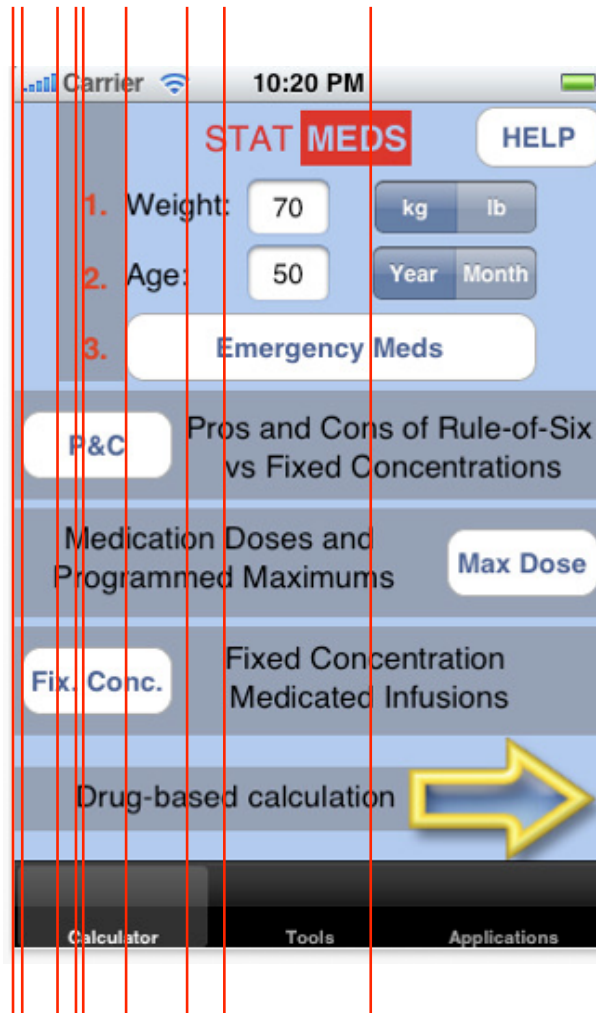 Carrier 10:20 PM
STAT MEDS HELP
1. Weight: 70 kg lb
2. Age: 50 Year Month
3. Emergency Meds
P&C Pros and Cons of Rule-of-Six
vs Fixed Concentrations
Medication Doses and
Programmed Maximums
Max Dose
Fix. Conc. Fixed Concentration
Medicated Infusions
Drug-based calculation
Calculator Tools Applications